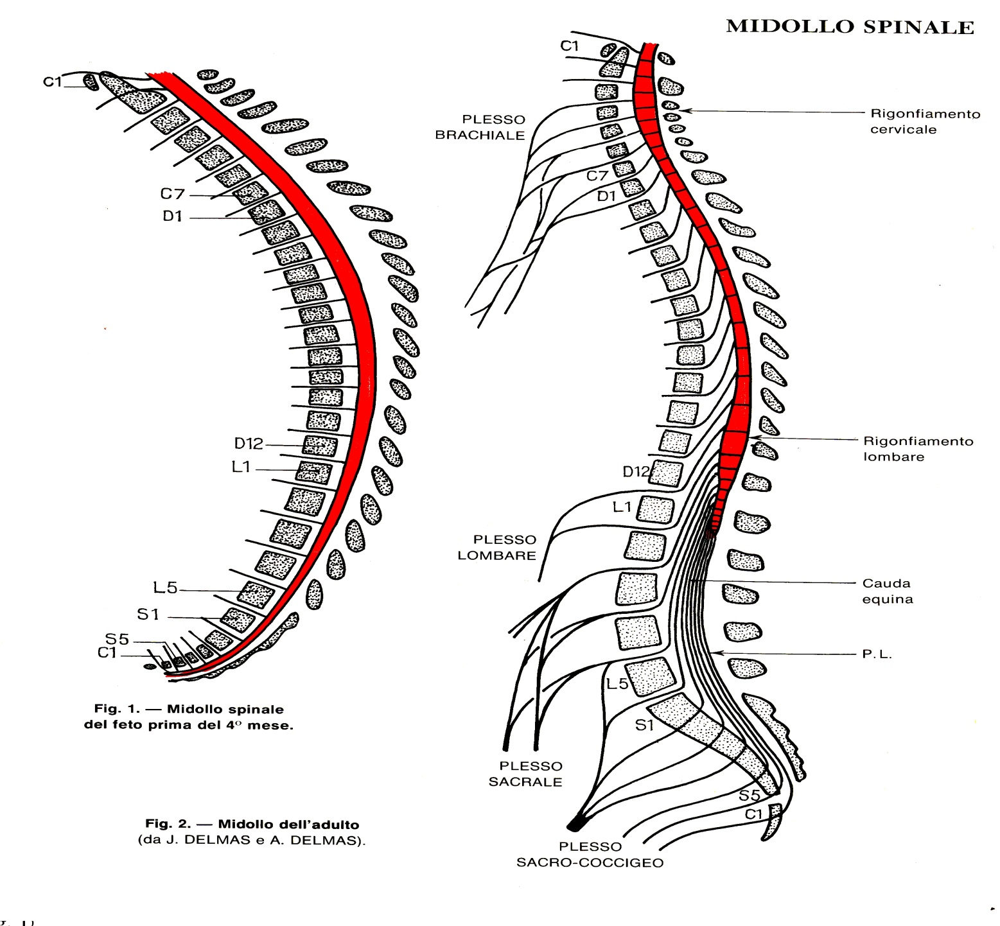 MIDOLLO SPINALE
C1
C7
D1
D12
L1
L5
S1
S5
C1
Fig. 1. — Midollo spinale
del feto prima del 4º mese.
Fig. 2. — Midollo dell'adulto
(da J. DELMAS e A. DELMAS).
C1
PLESSO
BRACHIALE
C7
D1
D12
L1
PLESSO
LOMBARE
L5
S1
PLESSO
SACRALE
S5
C1
PLESSO
SACRO-COCCIGEO
Rigonfiamento
cervicale
Rigonfiamento
lombare
Cauda
equina
P.L.